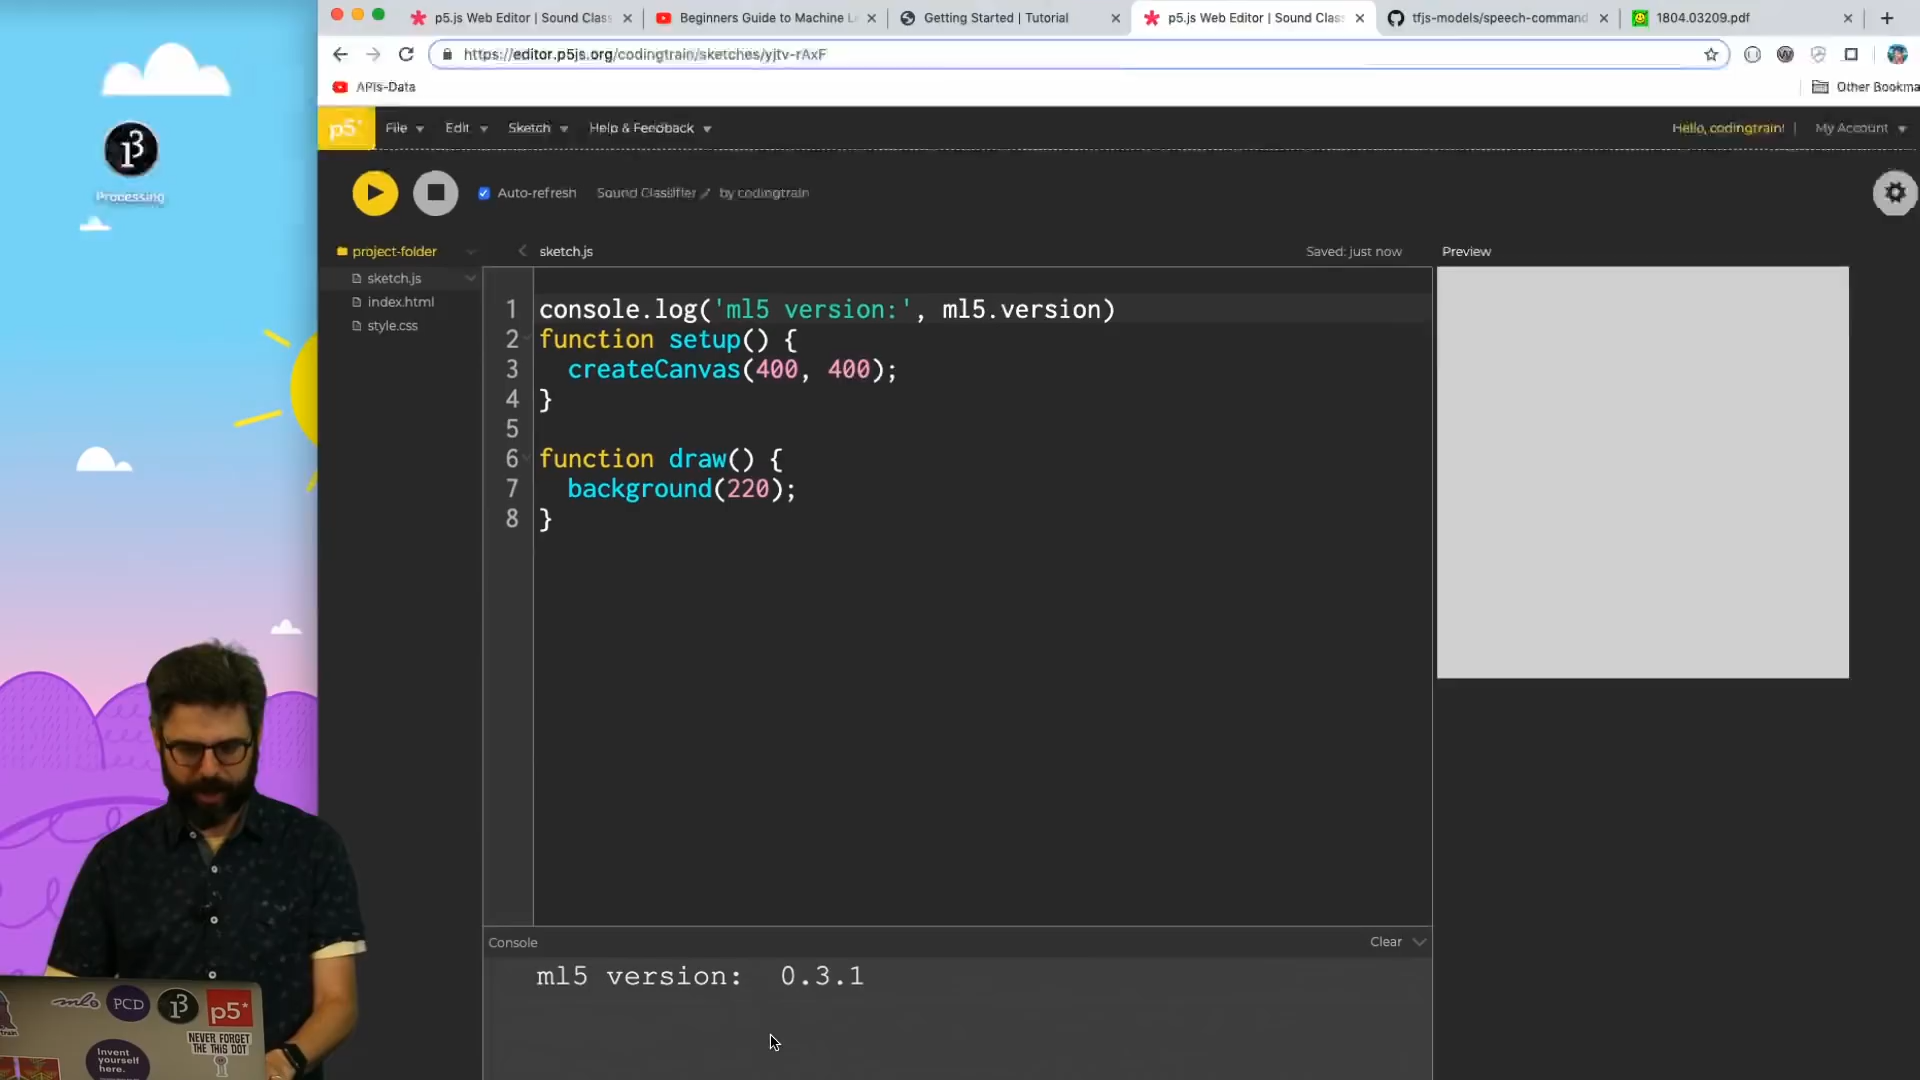 p5.js Web Editor | Sound Class
Beginners Guide to Machine Le
Getting Started | Tutorial
p5.js Web Editor | Sound Class
tfjs-models/speech-command
1804.03209.pdf
https://editor.p5js.org/codingtrain/sketches/yjtv-rAxF
APIs-Data
Other Bookma
Processing
p5*
File
Edit
Sketch
Help & Feedback
Hello, codingtrain!
My Account
Auto-refresh
Sound Classifier
by codingtrain
project-folder
sketch.js
index.html
style.css
sketch.js
Saved: just now
Preview
1 console.log('ml5 version:', ml5.version)
2 function setup() {
3 createCanvas(400, 400);
4 }
5
6 function draw() {
7 background(220);
8 }
Console
Clear
ml5 version: 0.3.1
PCD
p5*
NEVER FORGET
THE THIS DOT
Invent
yourself
here.